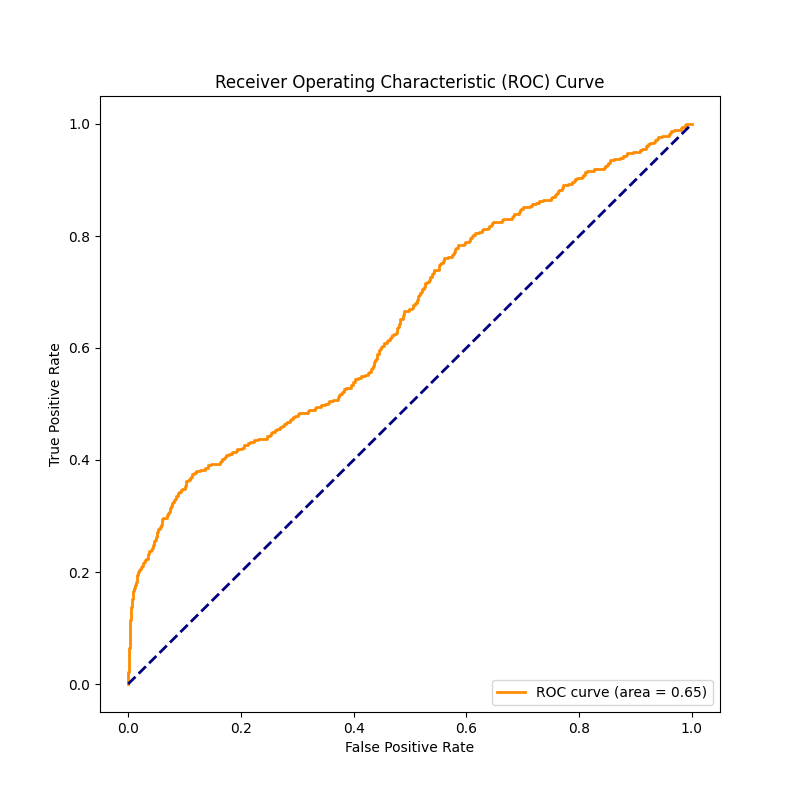 Receiver Operating Characteristic (ROC) Curve
True Positive Rate
1.0
0.8
0.6
0.4
0.2
0.0
ROC curve (area = 0.65)
0.0 0.2 0.4 0.6 0.8 1.0
False Positive Rate